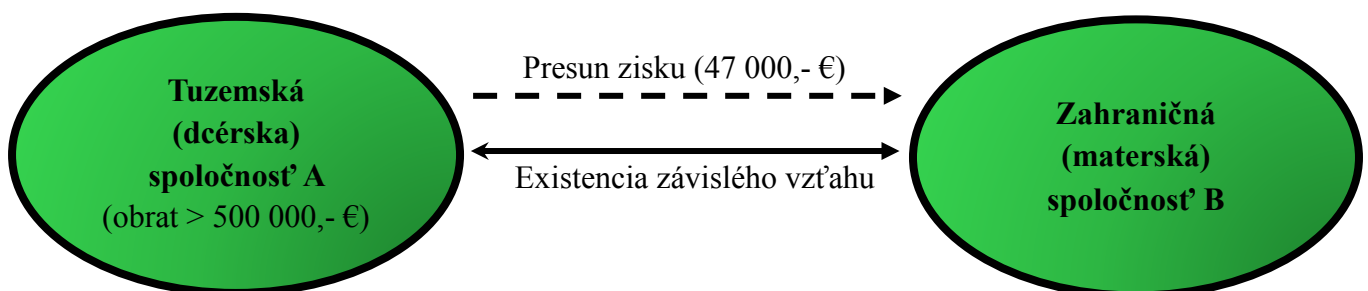 Tuzemská
(dcérska)
spoločnosť A
(obrat > 500 000,- €)
Presun zisku (47 000,- €)
Existencia závislého vzťahu
Zahraničná
(materská)
spoločnosť B